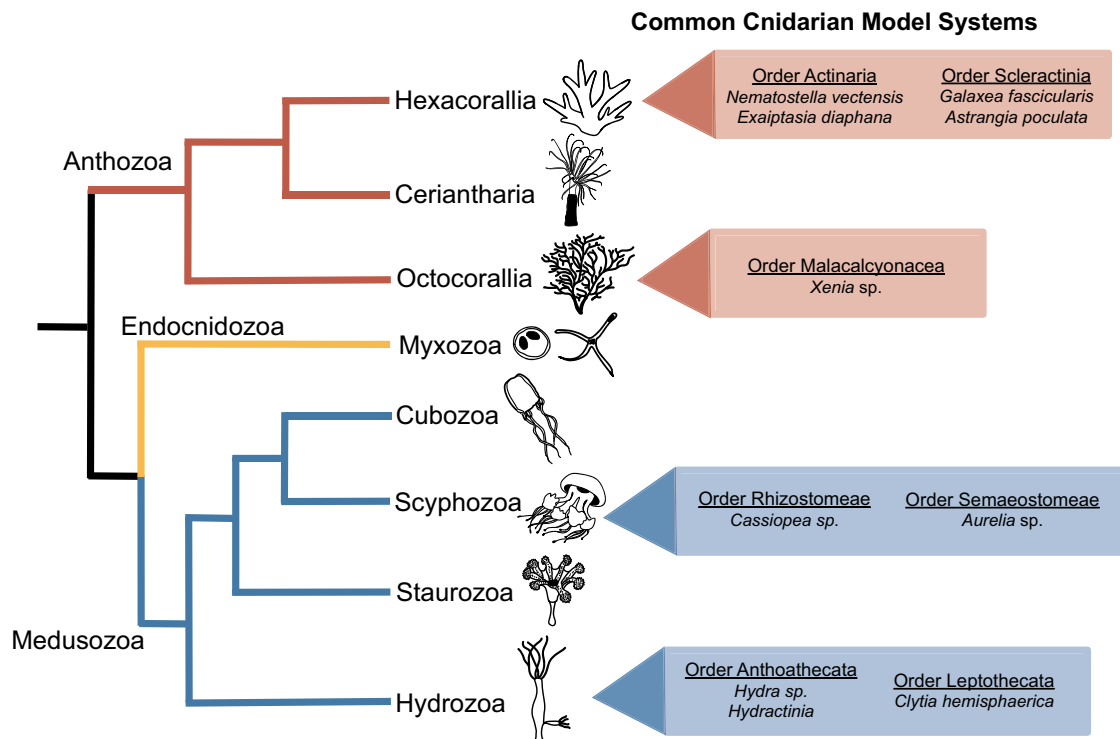 Common Cnidarian Model Systems
Hexacorallia
Order Actinaria
Nematostella vectensis
Exaiptasia diaphana
Order Scleractinia
Galaxea fascicularis
Astrangia poculata
Anthozoa
Ceriantharia
Octocorallia
Order Malacalcyonacea
Xenia sp.
Endocnidozoa
Myxozoa
Cubozoa
Scyphozoa
Order Rhizostomeae
Cassiopea sp.
Order Semaeostomeae
Aurelia sp.
Staurozoa
Medusozoa
Hydrozoa
Order Anthoathecata
Hydra sp.
Hydractinia
Order Leptothecata
Clytia hemisphaerica